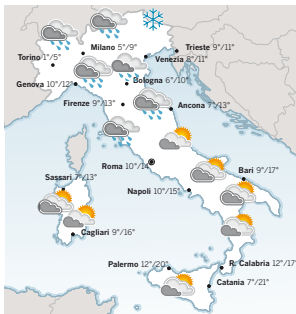 Milano 5°/9°
Trieste 9°/11°
Torino 1°/5°
Venezia 8°/11°
Bologna 6°/10°
Genova 10°/12°
Firenze 9°/13°
Ancona 7°/13°
Roma 10°/14°
Bari 9°/17°
Sassari 7°/13°
Napoli 10°/15°
Cagliari 9°/16°
Palermo 12°/20°
R. Calabria 12°/17°
Catania 7°/21°